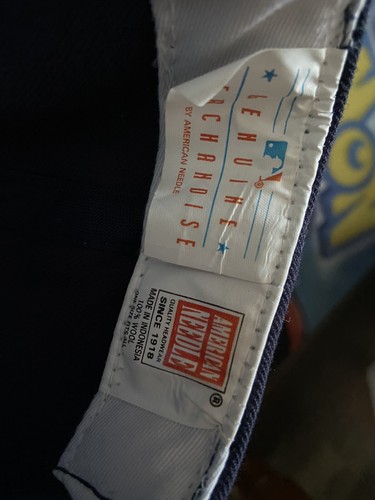 GENUINE
MERCHANDISE
BY AMERICAN NEEDLE
AMERICAN
NEEDLE
®
QUALITY HEADWEAR
SINCE 1918
MADE IN INDONESIA
100% WOOL